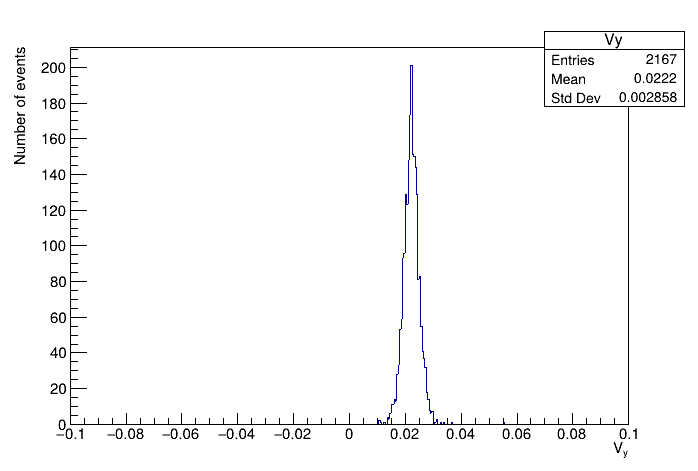 Vy
Entries 2167
Mean 0.0222
Std Dev 0.002858
Number of events
200
180
160
140
120
100
80
60
40
20
0
−0.1 −0.08 −0.06 −0.04 −0.02 0 0.02 0.04 0.06 0.08 0.1
Vy